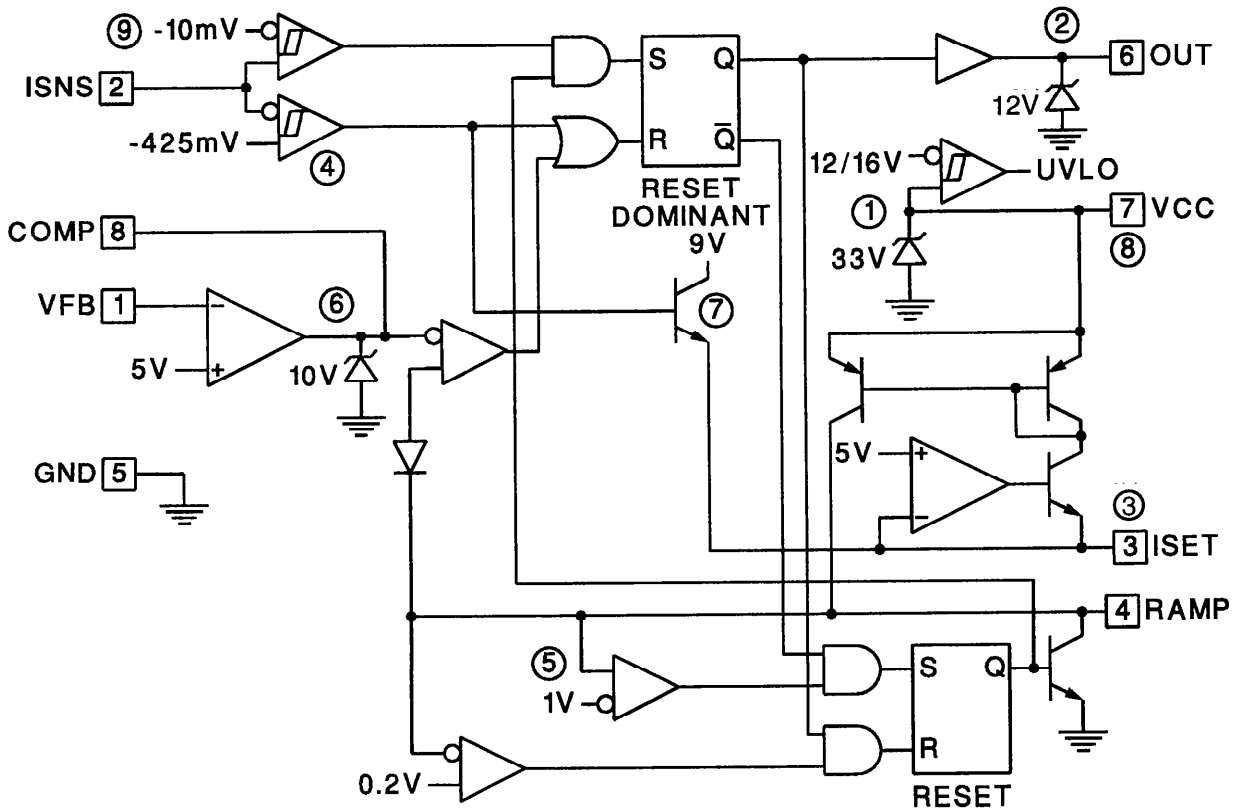 ⑨ -10mV
②
S Q
6 OUT
ISNS 2
12V
-425mV
④
R Q̅
12/16V
UVLO
RESET
DOMINANT
9V
①
7 VCC
COMP 8
33V
⑧
VFB 1
⑥
⑦
5V
10V
5V
GND 5
③
3 ISET
4 RAMP
⑤
S Q
1V
R
0.2V
RESET
- +
+ -